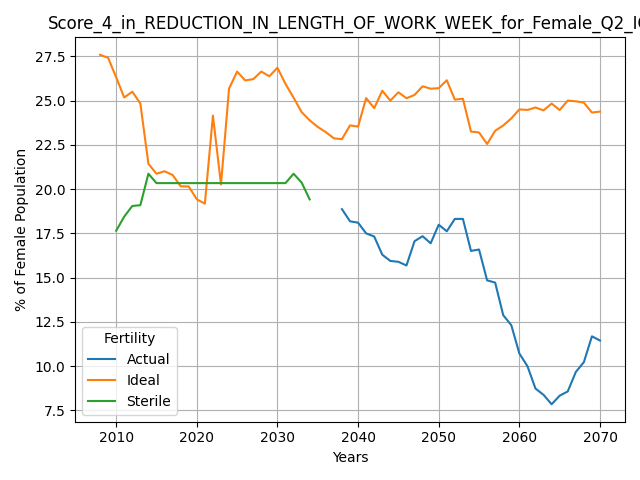 Score_4_in_REDUCTION_IN_LENGTH_OF_WORK_WEEK_for_Female_Q2_I
% of Female Population
27.5
25.0
22.5
20.0
17.5
15.0
12.5
10.0
7.5
Fertility
Actual
Ideal
Sterile
2010 2020 2030 2040 2050 2060 2070
Years